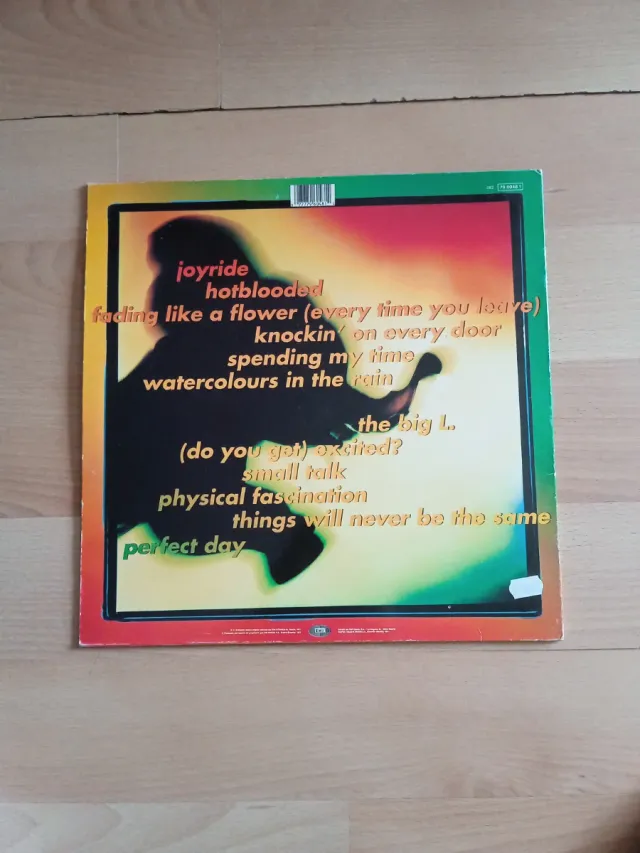 joyride
hotblooded
fading like a flower (every time you leave)
knockin' on every door
spending my time
watercolours in the rain
the big L.
(do you get) excited?
small talk
physical fascination
things will never be the same
perfect day
EMI